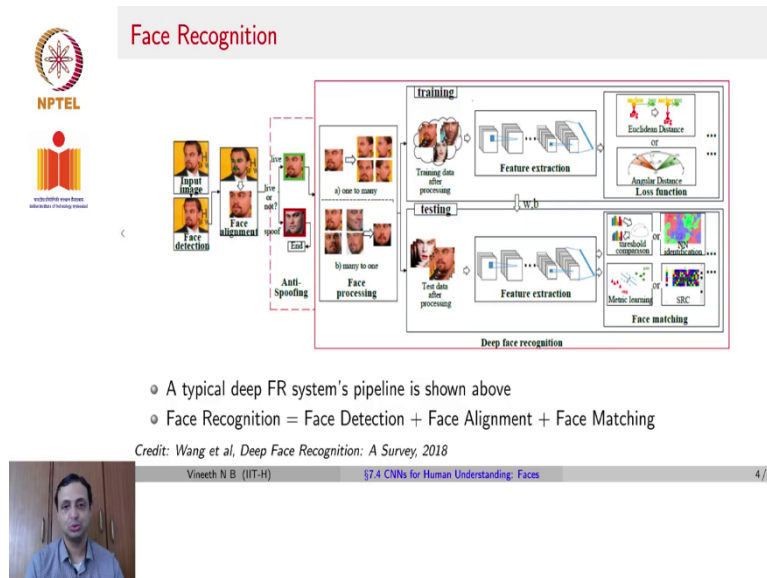 Face Recognition
NPTEL
Input image
Face detection
Face alignment
live
live or not?
spoof
End
Anti-Spoofing
a) one to many
b) many to one
Face processing
training
Training data after processing
Feature extraction
Euclidean Distance
or
Angular Distance
Loss function
...
w,b
testing
Test data after processing
Feature extraction
threshold comparison
or
NN identification
Metric learning
or
SRC
...
Face matching
Deep face recognition
A typical deep FR system's pipeline is shown above
Face Recognition = Face Detection + Face Alignment + Face Matching
Credit: Wang et al, Deep Face Recognition: A Survey, 2018
Vineeth N B (IIT-H)
§7.4 CNNs for Human Understanding: Faces
4 /